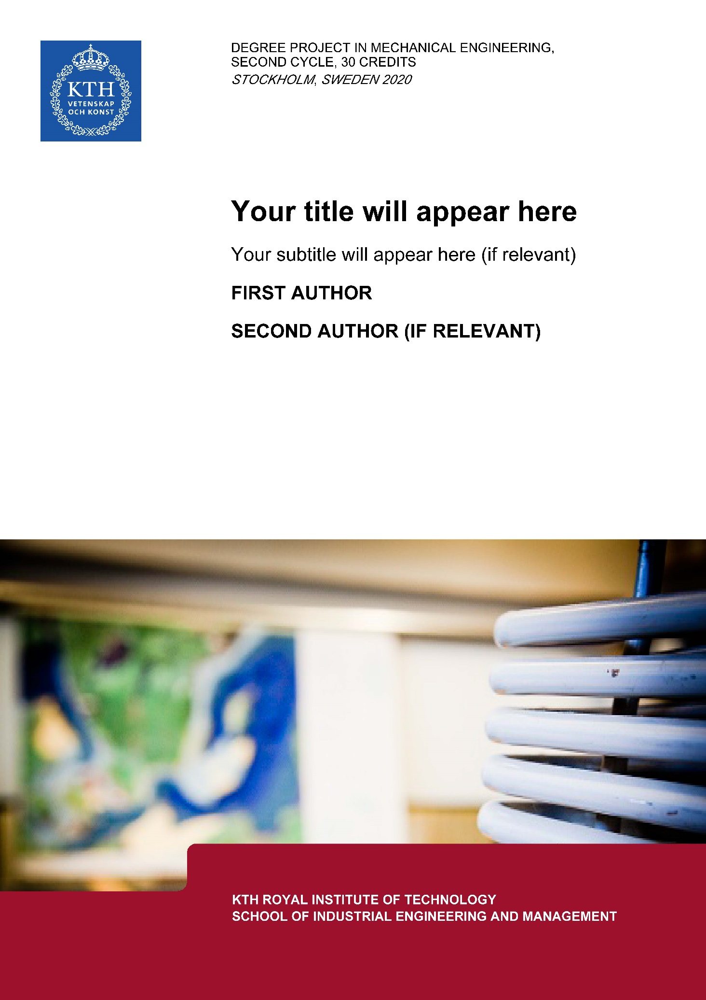 KTH
VETENSKAP
OCH KONST
DEGREE PROJECT IN MECHANICAL ENGINEERING,
SECOND CYCLE, 30 CREDITS
STOCKHOLM, SWEDEN 2020
Your title will appear here
Your subtitle will appear here (if relevant)
FIRST AUTHOR
SECOND AUTHOR (IF RELEVANT)
KTH ROYAL INSTITUTE OF TECHNOLOGY
SCHOOL OF INDUSTRIAL ENGINEERING AND MANAGEMENT